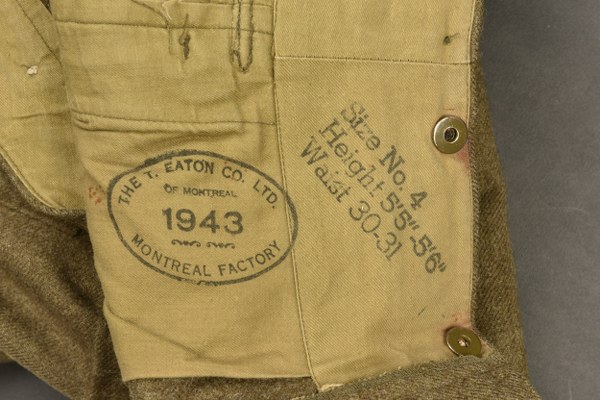 THE T. EATON CO. LTD.
OF MONTREAL
1943
MONTREAL FACTORY
Size No. 4
Height 5'5"-5'6"
Waist 30-31